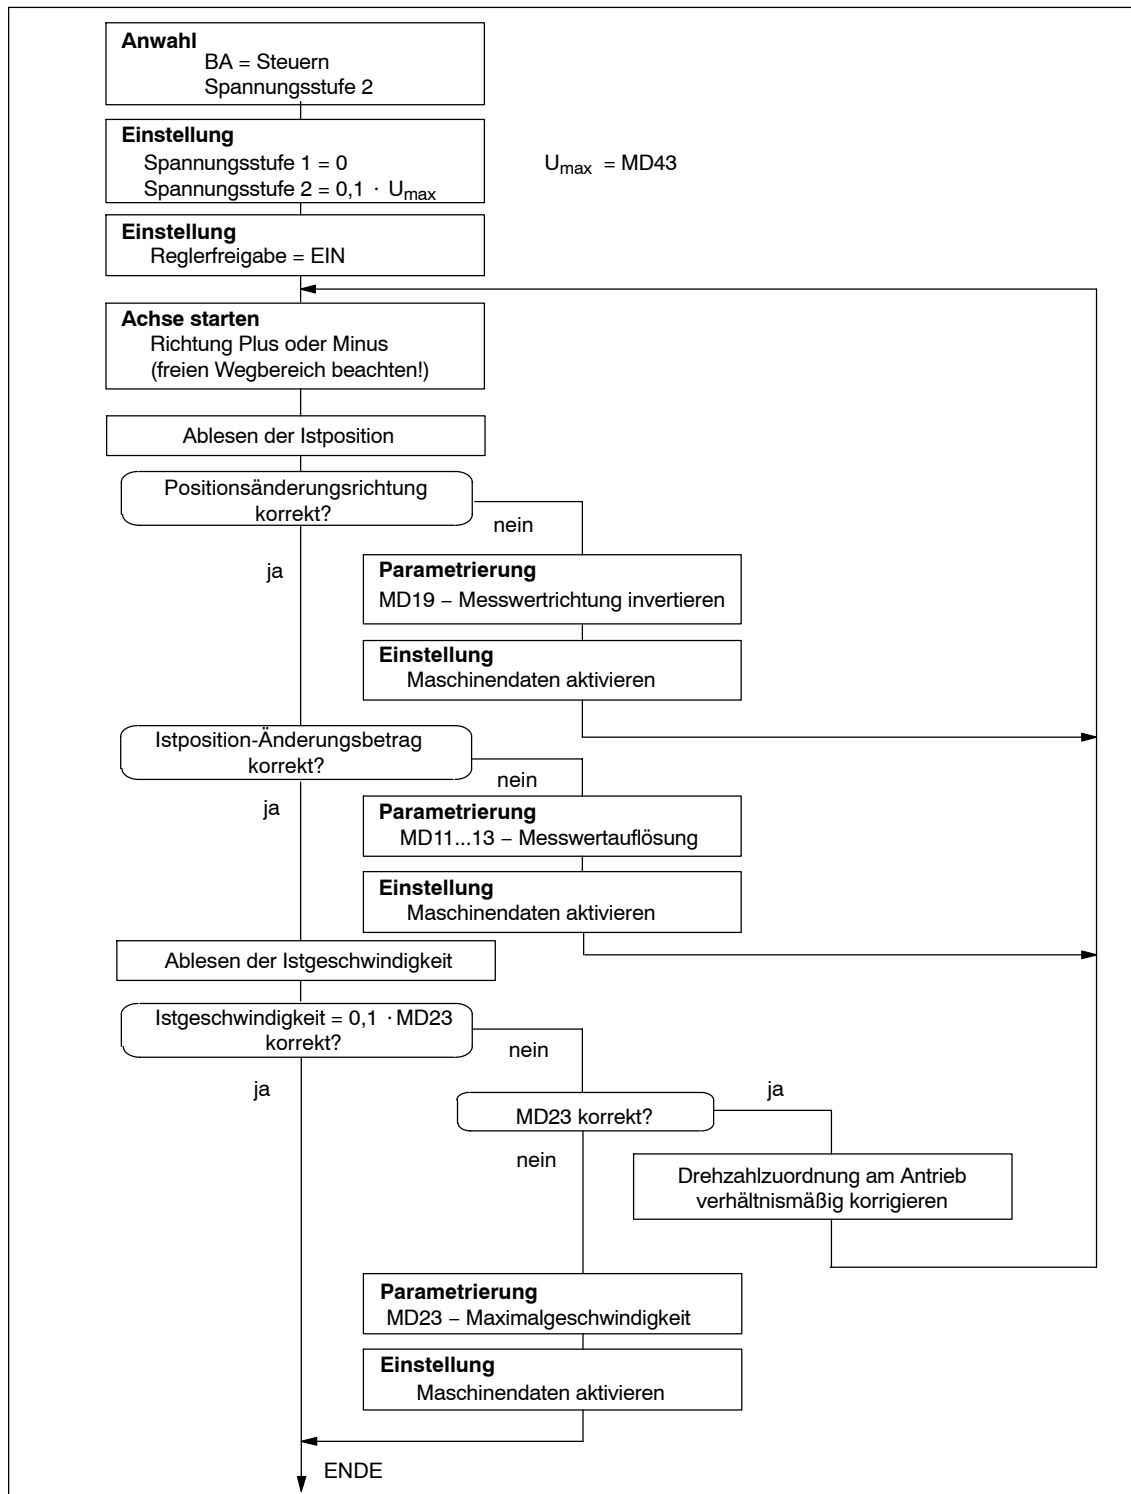 Anwahl
BA = Steuern
Spannungsstufe 2
Einstellung
Spannungsstufe 1 = 0
Spannungsstufe 2 = 0,1 · Umax
Umax = MD43
Einstellung
Reglerfreigabe = EIN
Achse starten
Richtung Plus oder Minus
(freien Wegbereich beachten!)
Ablesen der Istposition
Positionsänderungsrichtung
korrekt?
nein
ja
Parametrierung
MD19 – Messwertrichtung invertieren
Einstellung
Maschinendaten aktivieren
Istposition-Änderungsbetrag
korrekt?
nein
ja
Parametrierung
MD11...13 – Messwertauflösung
Einstellung
Maschinendaten aktivieren
Ablesen der Istgeschwindigkeit
Istgeschwindigkeit = 0,1 · MD23
korrekt?
nein
ja
MD23 korrekt?
ja
nein
Drehzahlzuordnung am Antrieb
verhältnismäßig korrigieren
Parametrierung
MD23 – Maximalgeschwindigkeit
Einstellung
Maschinendaten aktivieren
ENDE